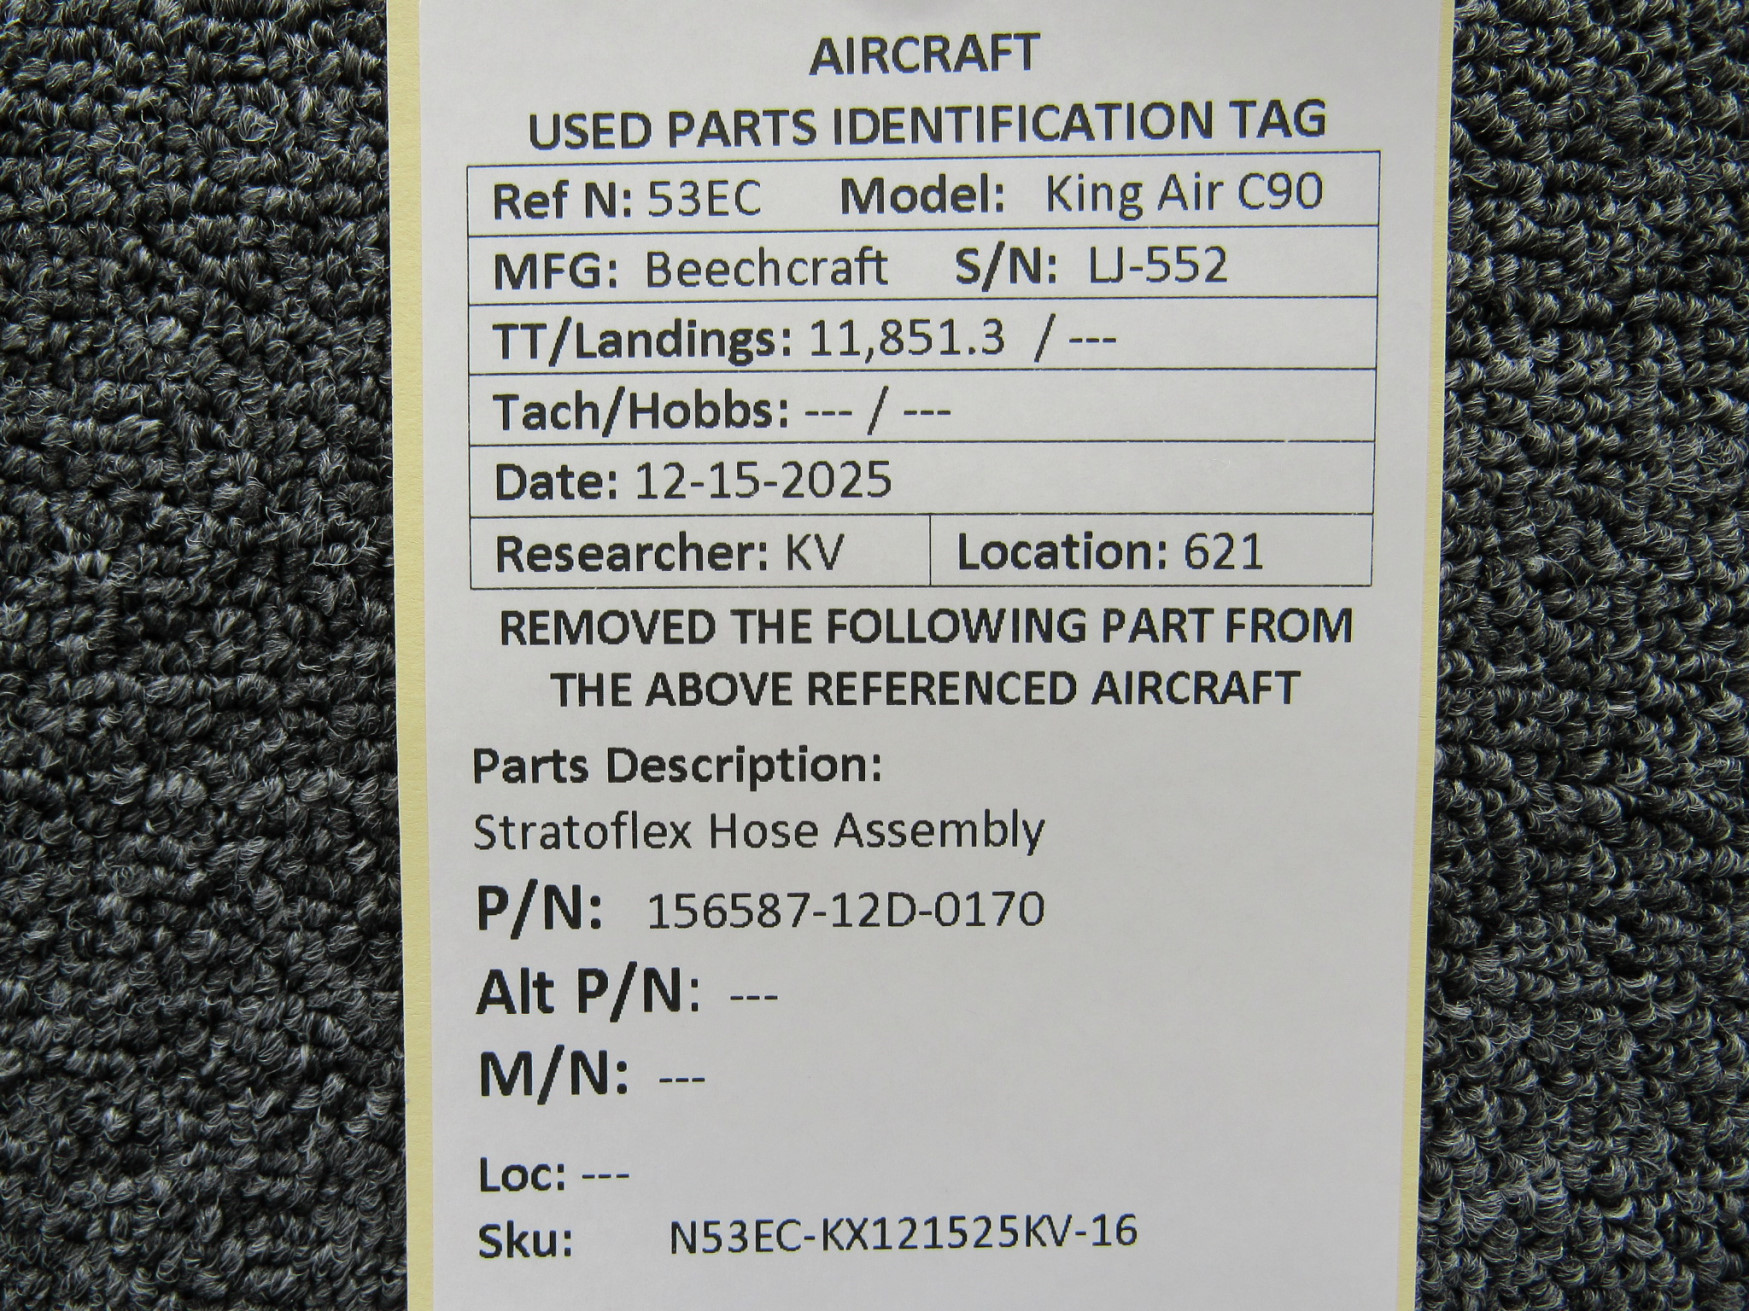 AIRCRAFT
USED PARTS IDENTIFICATION TAG
Ref N: 53EC Model: King Air C90
MFG: Beechcraft S/N: LJ-552
TT/Landings: 11,851.3 / ---
Tach/Hobbs: --- / ---
Date: 12-15-2025
Researcher: KV Location: 621
REMOVED THE FOLLOWING PART FROM
THE ABOVE REFERENCED AIRCRAFT
Parts Description:
Stratoflex Hose Assembly
P/N: 156587-12D-0170
Alt P/N: ---
M/N: ---
Loc: ---
Sku: N53EC-KX121525KV-16